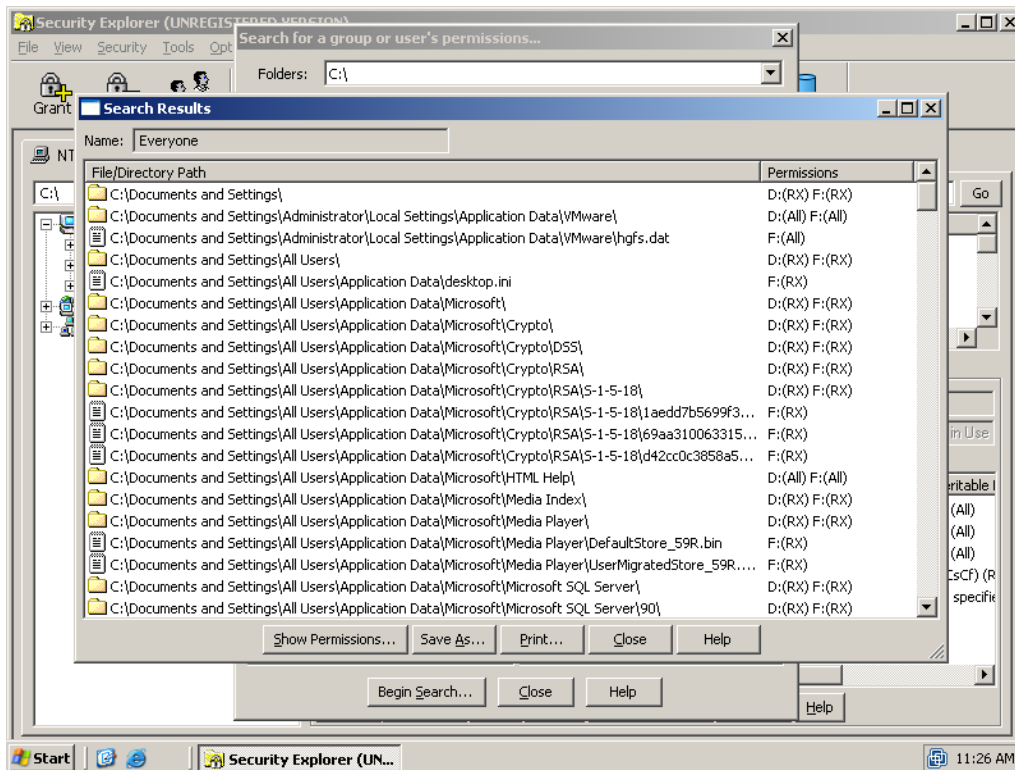 Security Explorer (UNREGISTERED VERSION)
File View Security Tools Opt
Search for a group or user's permissions...
Folders: C:\
Grant
Search Results
Name: Everyone
NT
C:\
Go
File/Directory Path Permissions
C:\Documents and Settings\ D:(RX) F:(RX)
C:\Documents and Settings\Administrator\Local Settings\Application Data\VMware\ D:(All) F:(All)
C:\Documents and Settings\Administrator\Local Settings\Application Data\VMware\hgfs.dat F:(All)
C:\Documents and Settings\All Users\ D:(RX) F:(RX)
C:\Documents and Settings\All Users\Application Data\desktop.ini F:(RX)
C:\Documents and Settings\All Users\Application Data\Microsoft\ D:(RX) F:(RX)
C:\Documents and Settings\All Users\Application Data\Microsoft\Crypto\ D:(RX) F:(RX)
C:\Documents and Settings\All Users\Application Data\Microsoft\Crypto\DSS\ D:(RX) F:(RX)
C:\Documents and Settings\All Users\Application Data\Microsoft\Crypto\RSA\ D:(RX) F:(RX)
C:\Documents and Settings\All Users\Application Data\Microsoft\Crypto\RSA\S-1-5-18\ D:(RX) F:(RX)
C:\Documents and Settings\All Users\Application Data\Microsoft\Crypto\RSA\S-1-5-18\1aedd7b5699f3... F:(RX)
C:\Documents and Settings\All Users\Application Data\Microsoft\Crypto\RSA\S-1-5-18\69aa310063315... F:(RX)
in Use
C:\Documents and Settings\All Users\Application Data\Microsoft\Crypto\RSA\S-1-5-18\d42cc0c3858a5... F:(RX)
C:\Documents and Settings\All Users\Application Data\Microsoft\HTML Help\ D:(All) F:(All)
eritable
C:\Documents and Settings\All Users\Application Data\Microsoft\Media Index\ D:(RX) F:(RX)
(All)
C:\Documents and Settings\All Users\Application Data\Microsoft\Media Player\ D:(RX) F:(RX)
(All)
C:\Documents and Settings\All Users\Application Data\Microsoft\Media Player\DefaultStore_59R.bin F:(RX)
(All)
C:\Documents and Settings\All Users\Application Data\Microsoft\Media Player\UserMigratedStore_59R.... F:(RX)
EsCf) (R
C:\Documents and Settings\All Users\Application Data\Microsoft\Microsoft SQL Server\ D:(RX) F:(RX)
specifie
C:\Documents and Settings\All Users\Application Data\Microsoft\Microsoft SQL Server\90\ D:(RX) F:(RX)
Show Permissions... Save As... Print... Close Help
Begin Search... Close Help
Help
Start Security Explorer (UN... 11:26 AM